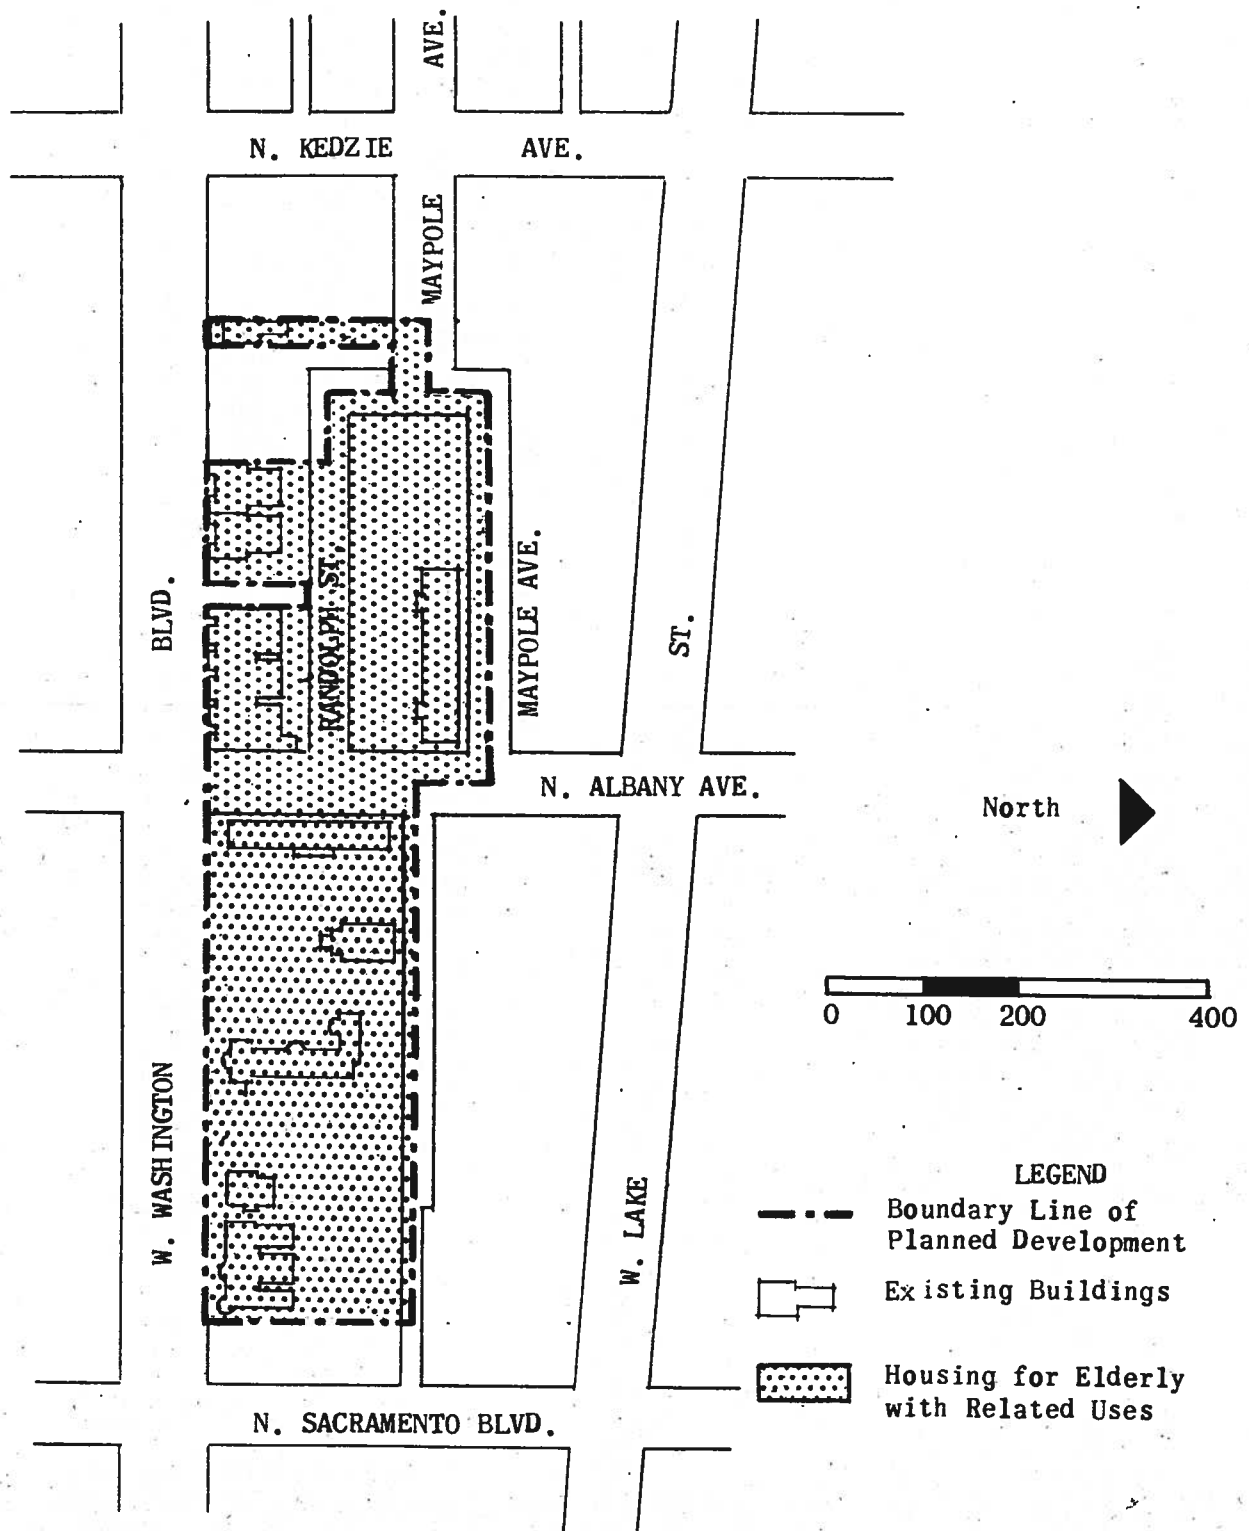 AVE.
N. KEDZIE AVE.
MAYPOLE
RANDOLPH ST.
MAYPOLE AVE.
BLVD.
ST.
N. ALBANY AVE.
North
0 100 200 400
W. WASHINGTON
W. LAKE
LEGEND
Boundary Line of
Planned Development
Existing Buildings
Housing for Elderly
with Related Uses
N. SACRAMENTO BLVD.